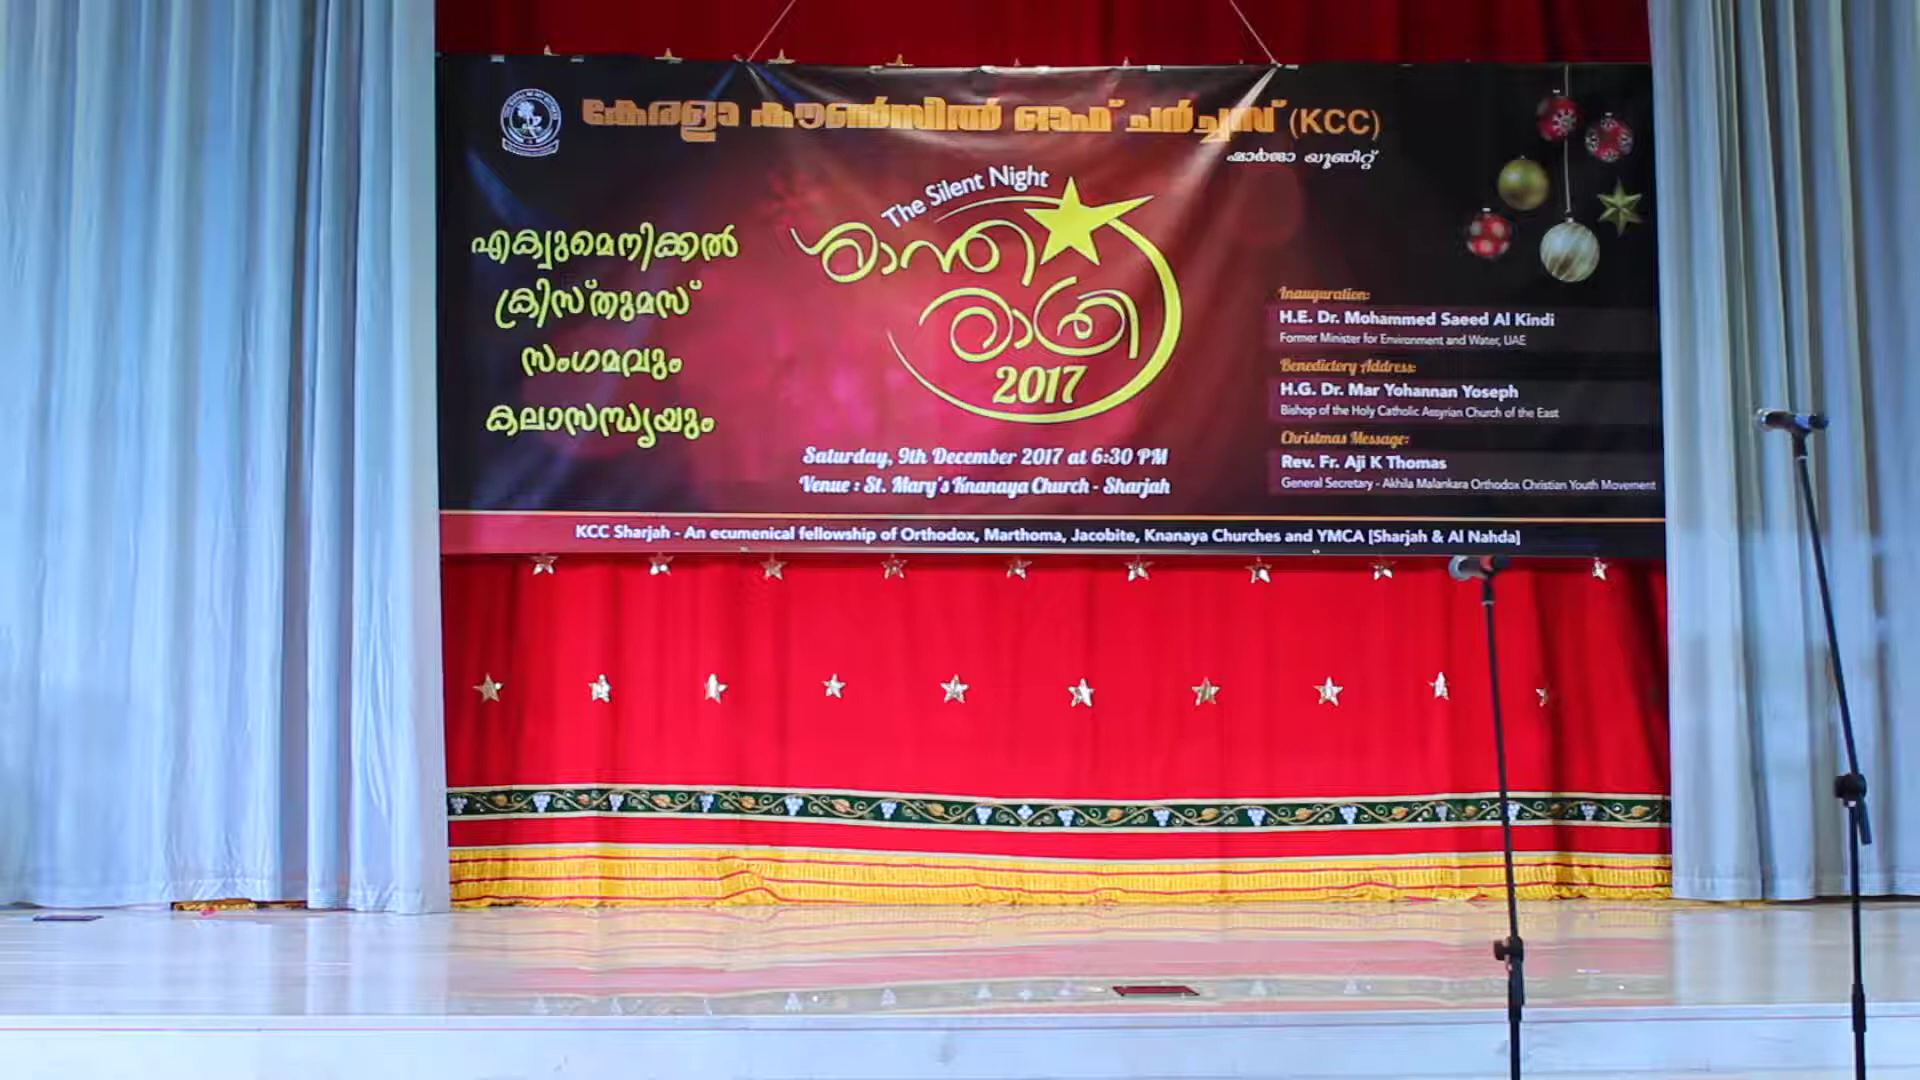 കേരളാ കൗൺസിൽ ഓഫ് ചർച്ചസ് (KCC)
ഷാർജാ യൂണിറ്റ്
The Silent Night
ശാന്ത
രാത്രി
2017
എക്യുമെനിക്കൽ
ക്രിസ്തുമസ്
സംഗമവും
കലാസന്ധ്യയും
Saturday, 9th December 2017 at 6:30 PM
Venue : St. Mary's Knanaya Church - Sharjah
Inauguration:
H.E. Dr. Mohammed Saeed Al Kindi
Former Minister for Environment and Water, UAE
Benedictory Address:
H.G. Dr. Mar Yohannan Yoseph
Bishop of the Holy Catholic Assyrian Church of the East
Christmas Message:
Rev. Fr. Aji K Thomas
General Secretary - Akhila Malankara Orthodox Christian Youth Movement
KCC Sharjah - An ecumenical fellowship of Orthodox, Marthoma, Jacobite, Knanaya Churches and YMCA [Sharjah & Al Nahda]